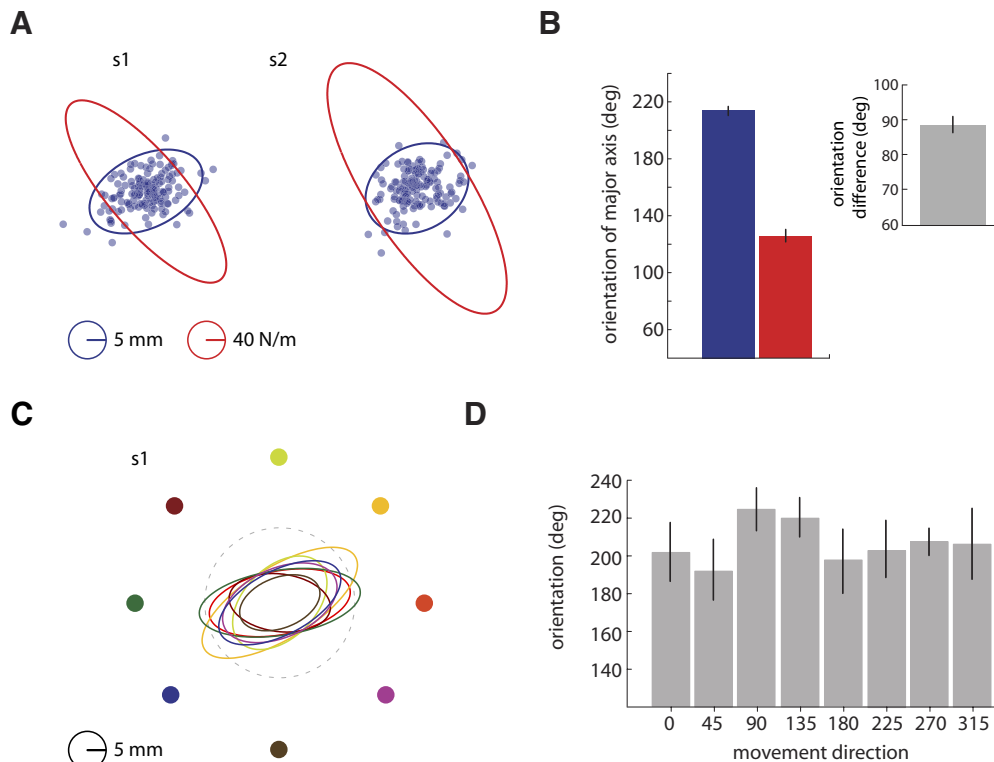 A
s1
s2
5 mm
40 N/m
B
orientation of major axis (deg)
220
180
140
100
60
orientation
difference (deg)
100
90
80
70
60
C
s1
5 mm
D
orientation (deg)
240
220
200
180
160
140
0 45 90 135 180 225 270 315
movement direction